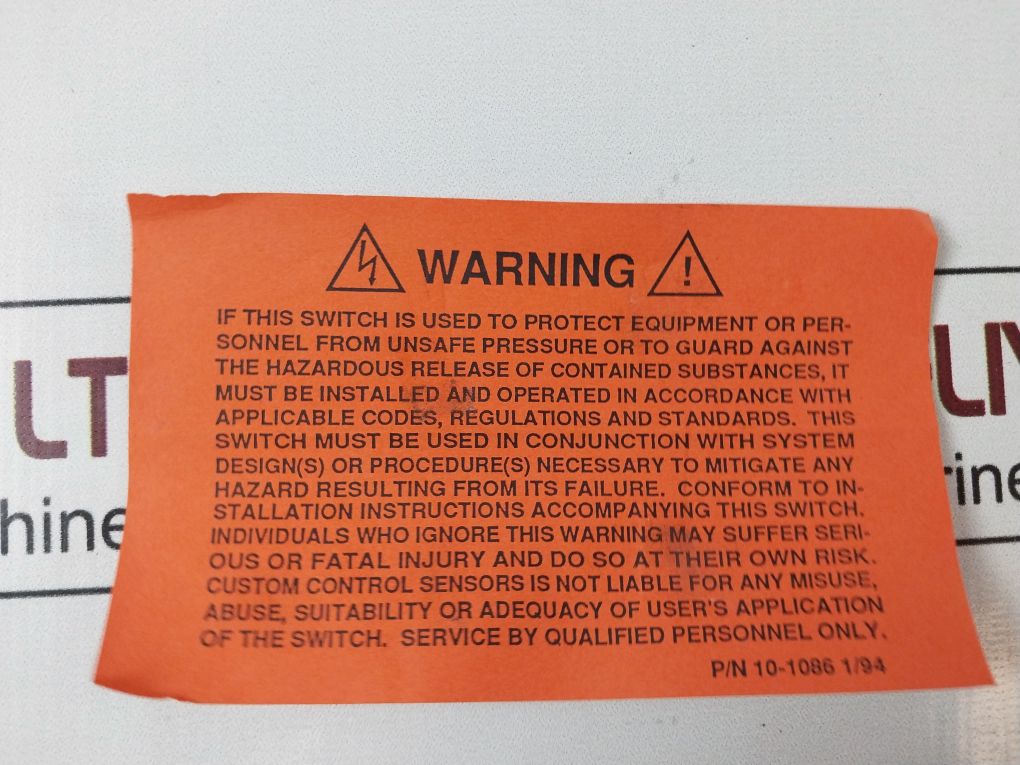 WARNING
IF THIS SWITCH IS USED TO PROTECT EQUIPMENT OR PER-
SONNEL FROM UNSAFE PRESSURE OR TO GUARD AGAINST
THE HAZARDOUS RELEASE OF CONTAINED SUBSTANCES, IT
MUST BE INSTALLED AND OPERATED IN ACCORDANCE WITH
APPLICABLE CODES, REGULATIONS AND STANDARDS. THIS
SWITCH MUST BE USED IN CONJUNCTION WITH SYSTEM
DESIGN(S) OR PROCEDURE(S) NECESSARY TO MITIGATE ANY
HAZARD RESULTING FROM ITS FAILURE. CONFORM TO IN-
STALLATION INSTRUCTIONS ACCOMPANYING THIS SWITCH.
INDIVIDUALS WHO IGNORE THIS WARNING MAY SUFFER SERI-
OUS OR FATAL INJURY AND DO SO AT THEIR OWN RISK.
CUSTOM CONTROL SENSORS IS NOT LIABLE FOR ANY MISUSE,
ABUSE, SUITABILITY OR ADEQUACY OF USER'S APPLICATION
OF THE SWITCH. SERVICE BY QUALIFIED PERSONNEL ONLY.
P/N 10-1086 1/94
LT
hine
rine